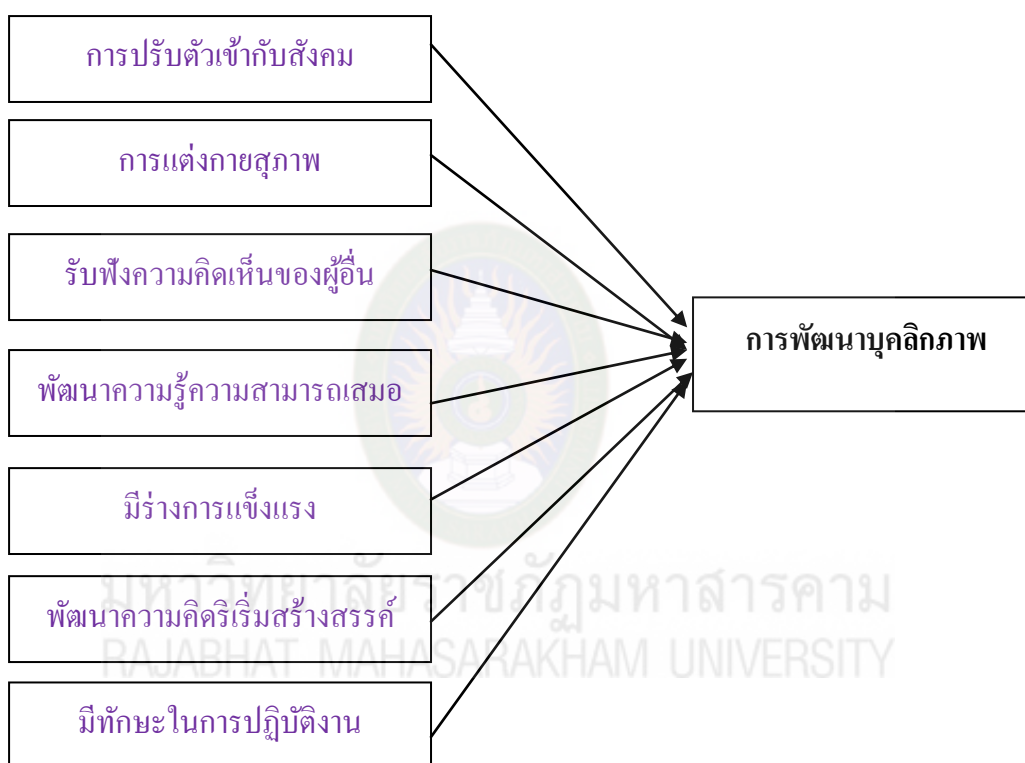 การปรับตัวเข้ากับสังคม
การแต่งกายสุภาพ
รับฟังความคิดเห็นของผู้อื่น
พัฒนาความรู้ความสามารถเสมอ
มีร่างการแข็งแรง
พัฒนาความคิดริเริ่มสร้างสรรค์
มีทักษะในการปฏิบัติงาน
การพัฒนาบุคลิกภาพ
มหาวิทยาลัยราชภัฏมหาสารคาม
RAJABHAT MAHASARAKHAM UNIVERSITY